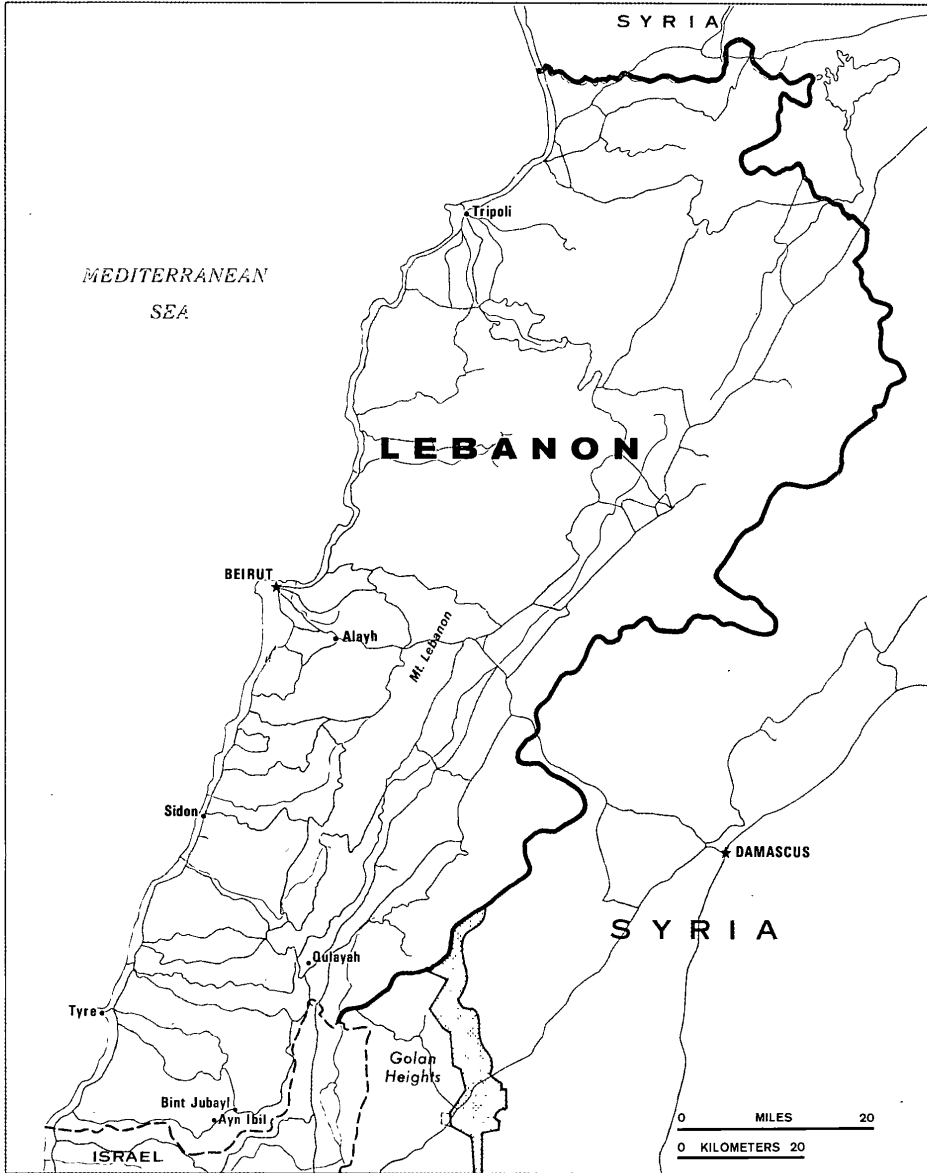 SYRIA
Tripoli
MEDITERRANEAN
SEA
LEBANON
BEIRUT
Alayh
Mt. Lebanon
Sidon
DAMASCUS
SYRIA
Qulayah
Tyre
Golan
Heights
Bint Jubayl
Ayn Ibil
ISRAEL
0 MILES 20
0 KILOMETERS 20